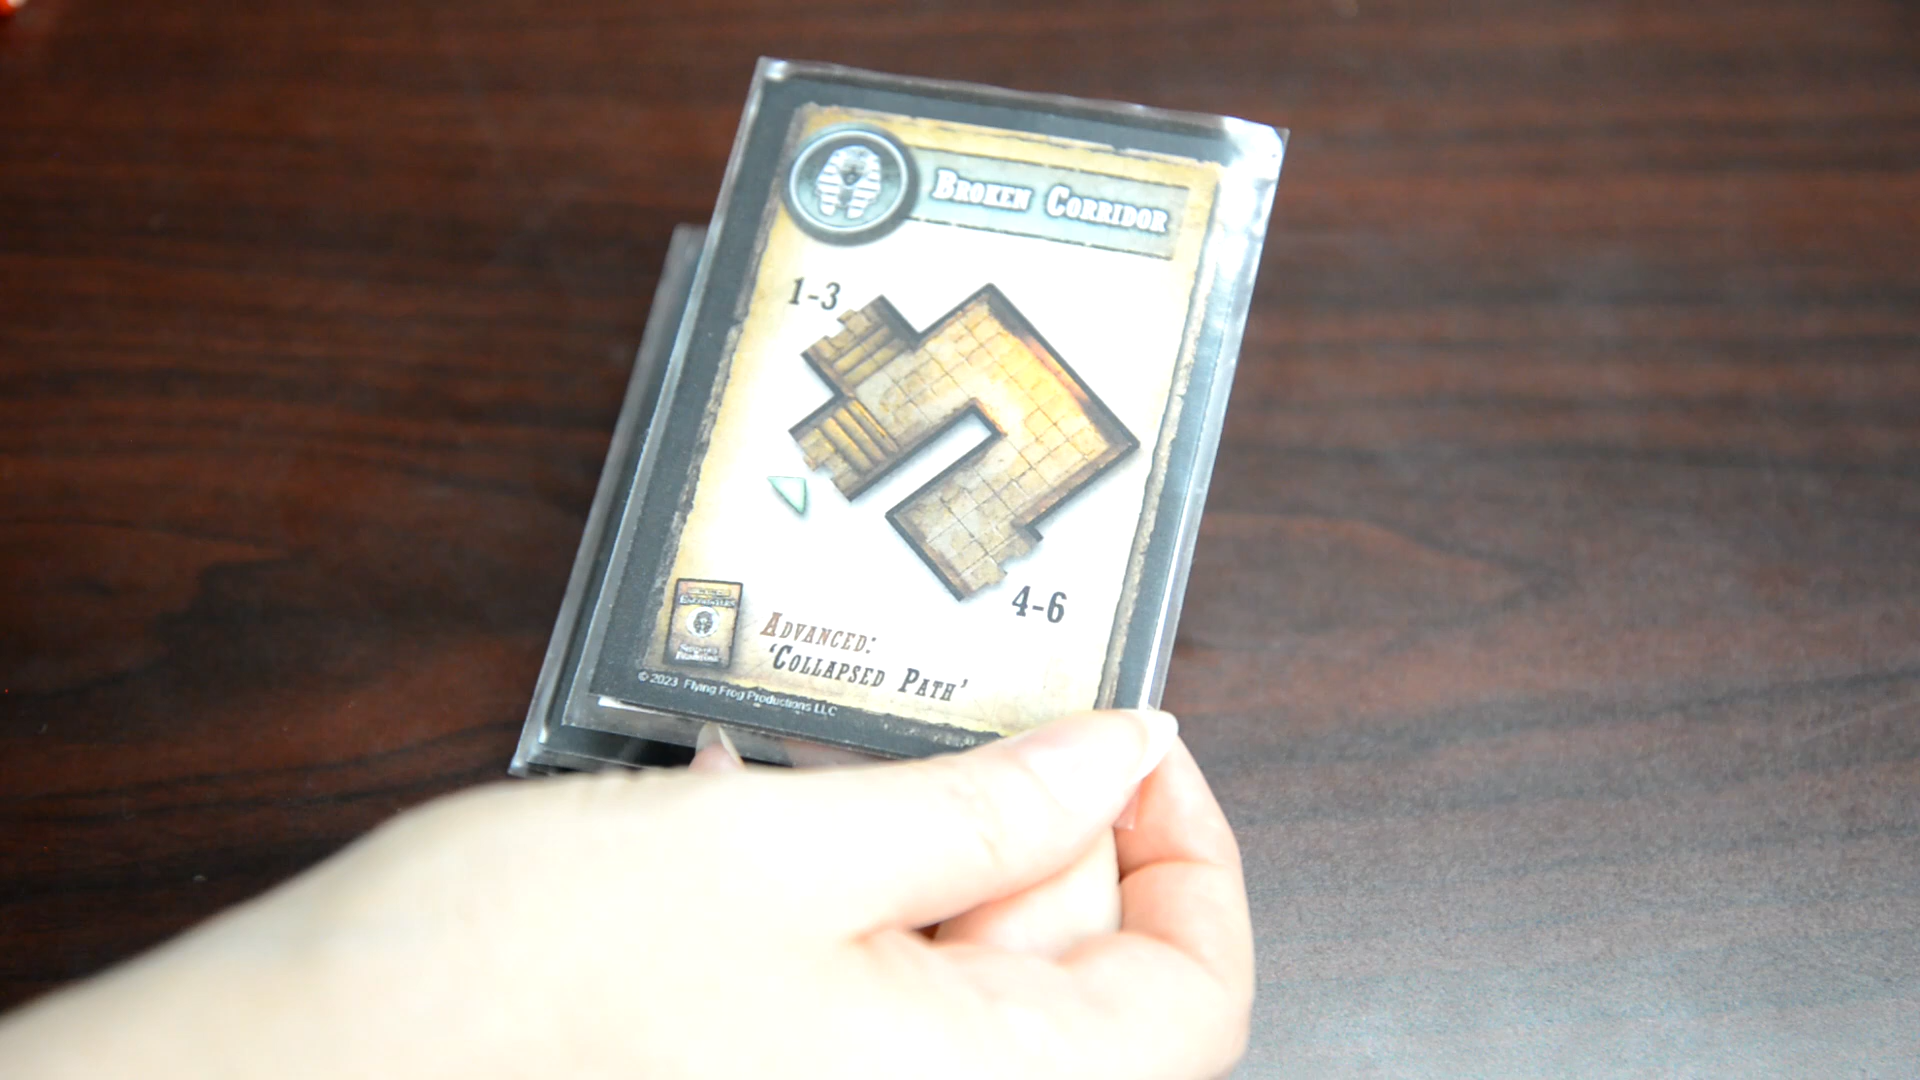 Broken Corridor
1-3
4-6
Advanced:
'Collapsed Path'
© 2023 Flying Frog Productions LLC